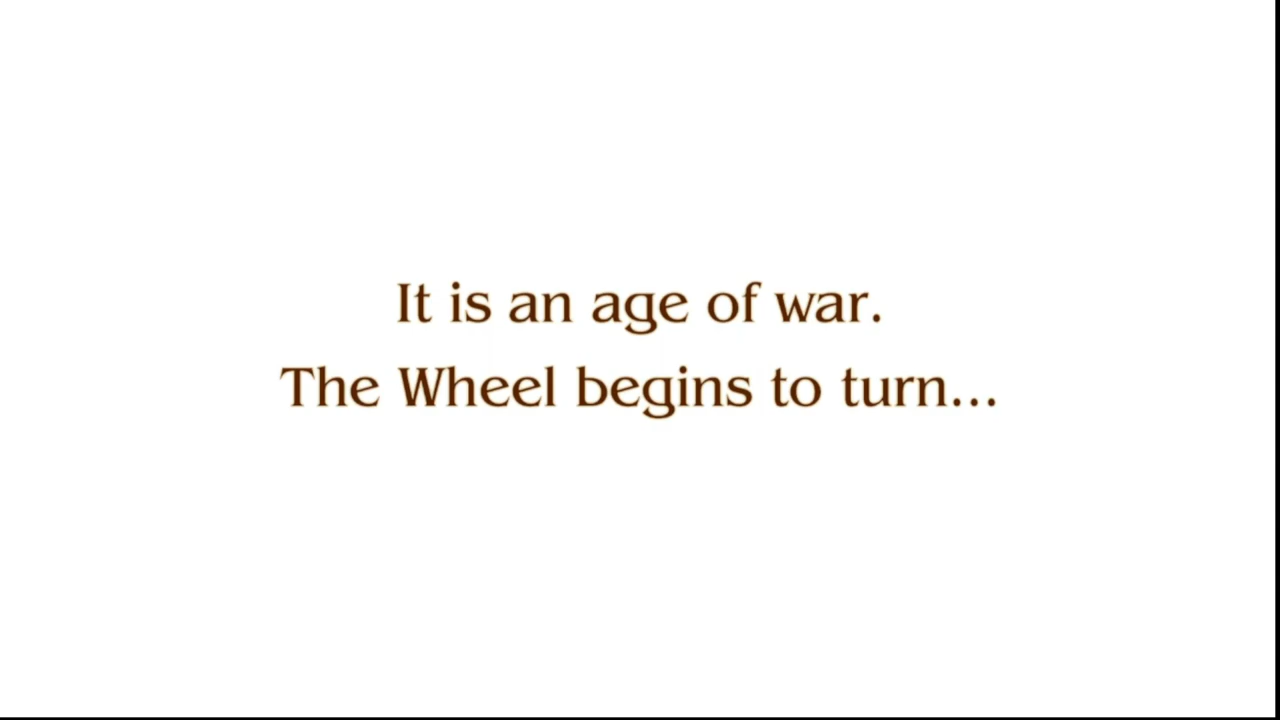 It is an age of war.
The Wheel begins to turn...